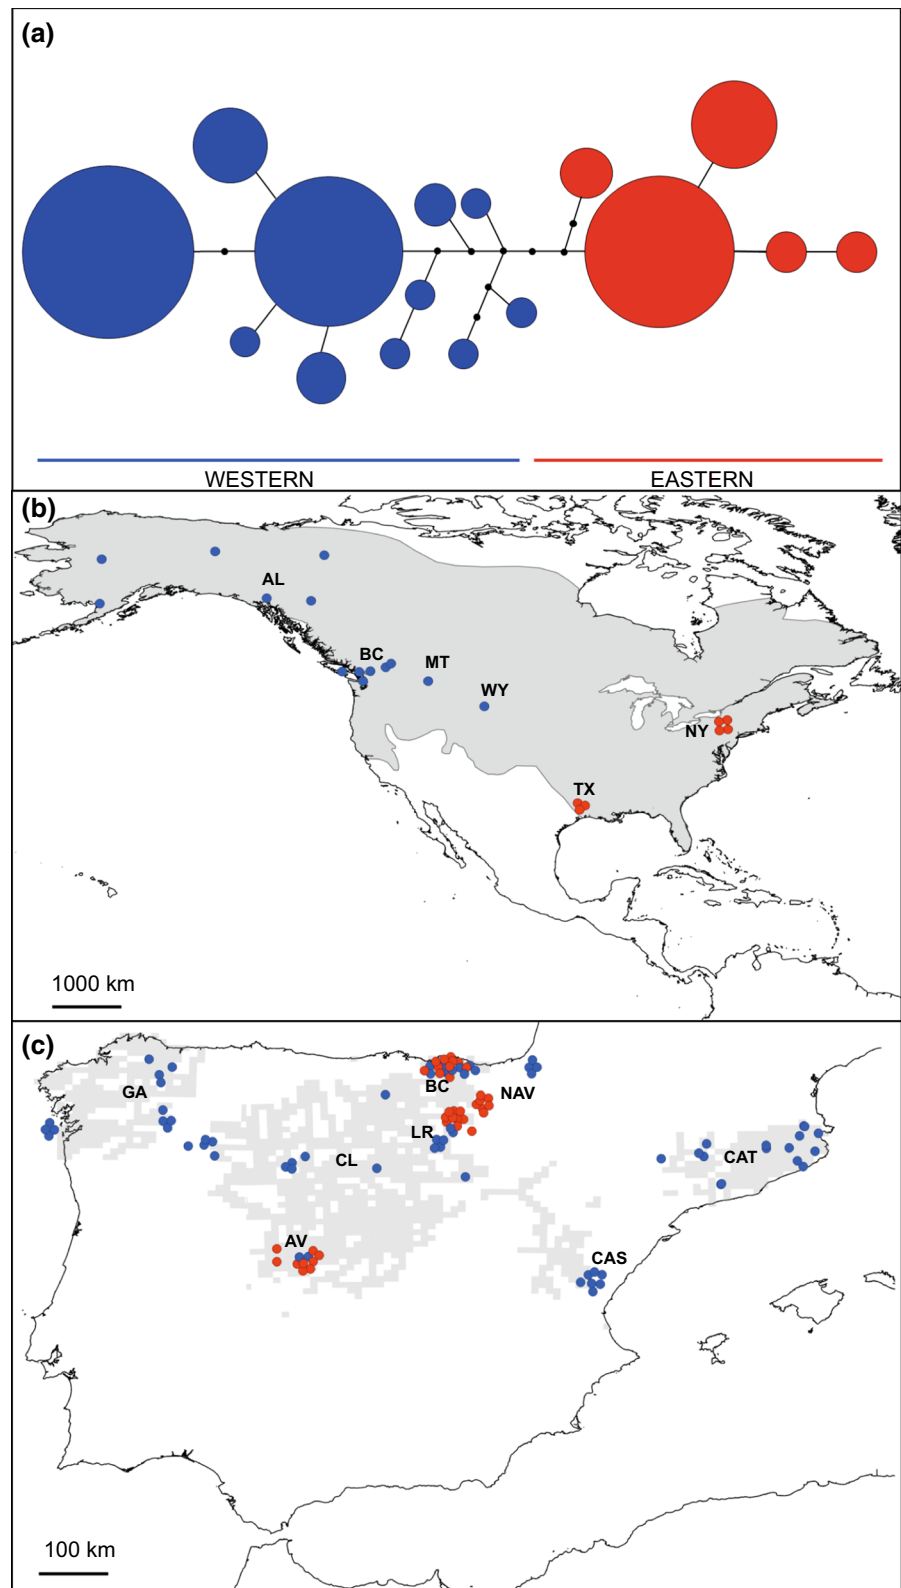 (a)
WESTERN
EASTERN
(b)
AL
BC
MT
WY
NY
TX
1000 km
(c)
GA
BC
NAV
LR
CL
CAT
AV
CAS
100 km